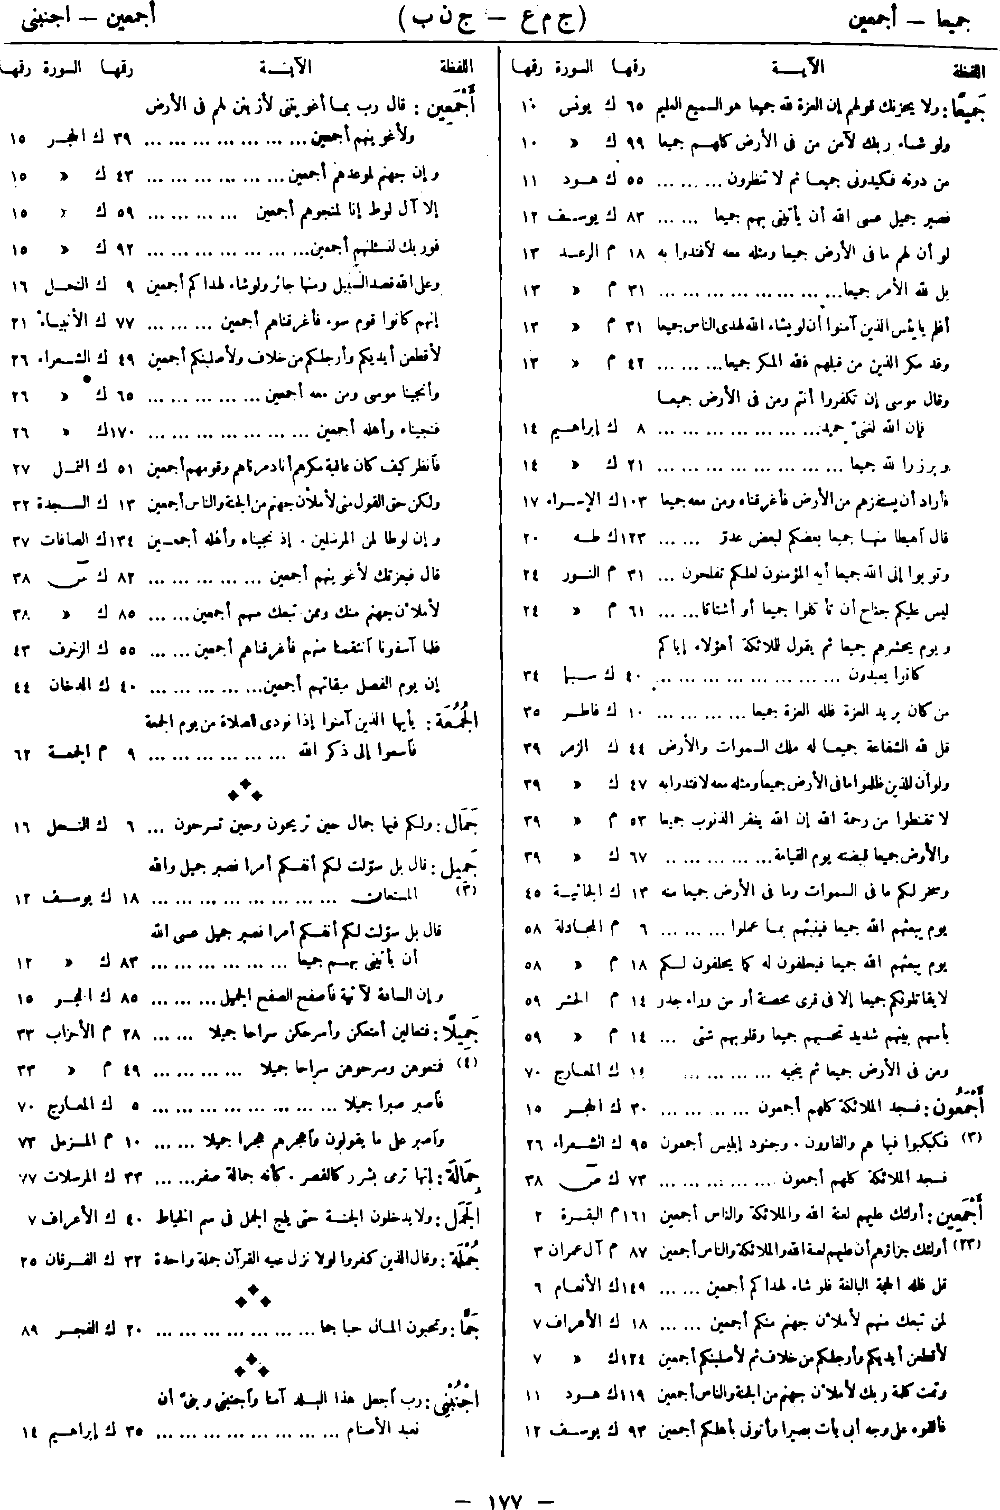 جميعا – أجمعين (ج م ع – ج ن ب) أجمعين – اجنبنى
اللفظة الآيــة رقمها السورة رقمها
جَمِيعًا : ولا يحزنك قولهم إن العزة لله جميعا هو السميع العليم ٦٥ ك يونس ١٠
ولو شاء ربك لآمن من فى الأرض كلهم جميعا ٩٩ ك » ١٠
من دونه فكيدونى جميعا ثم لا تنظرون ... ... ٥٥ ك هود ١١
فصبر جميل عسى الله أن يأتينى بهم جميعا ... ... ٨٣ ك يوسف ١٢
لو أن لهم ما فى الأرض جميعا ومثله معه لأفتدوا به ١٨ م الرعد ١٣
بل لله الأمر جميعا ... ... ... ... ... ... ... ٣١ م » ١٣
أفلم يايئس الذين آمنوا أن لو يشاء الله لهدى الناس جميعا ٣١ م » ١٣
وقد مكر الذين من قبلهم فلله المكر جميعا ... ... ... ٤٢ م » ١٣
وقال موسى إن تكفروا أنتم ومن فى الأرض جميعا
فإن الله لغنىّ حميد ... ... ... ... ... ... ... ٨ ك إبراهيم ١٤
وبرزوا لله جميعا ... ... ... ... ... ... ... ... ٢١ ك » ١٤
فأراد أن يستفزهم من الأرض فأغرقناه ومن معه جميعا ١٠٣ك الإسراء ١٧
قال آهبطا منها جميعا بعضكم لبعض عدوّ ... ... ١٢٣ك طه ٢٠
وتوبوا إلى الله جميعا أيه المؤمنون لعلكم تفلحون ... ٣١ م النور ٢٤
ليس عليكم جناح أن تأكلوا جميعا أو أشتاتا ... ... ٦١ م » ٢٤
ويوم يحشرهم جميعا ثم يقول للملائكة أهؤلاء إياكم
كانوا يعبدون ... ... ... ... ... ... ... ... ٤٠ ك سبا ٣٤
من كان يريد العزة فلله العزة جميعا ... ... ... ... ١٠ ك فاطر ٣٥
قل لله الشفاعة جميعا له ملك السموات والأرض ٤٤ ك الزمر ٣٩
ولو أن للذين ظلموا ما فى الأرض جميعا ومثله معه لافتدوا به ٤٧ ك » ٣٩
لا تقنطوا من رحمة الله إن الله يغفر الذنوب جميعا ٥٣ م » ٣٩
والأرض جميعا قبضته يوم القيامة ... ... ... ... .. ٦٧ ك » ٣٩
وسخر لكم ما فى السموات وما فى الأرض جميعا منه ١٣ ك الجاثية ٤٥
يوم يبعثهم الله جميعا فينبئهم بما عملوا ... ... ... ٦ م المجادلة ٥٨
يوم يبعثهم الله جميعا فيحلفون له كما يحلفون لكم ١٨ م » ٥٨
لا يقاتلونكم جميعا إلا فى قرى محصنة أو من وراء جدر ١٤ م الحشر ٥٩
بأسهم بينهم شديد تحسبهم جميعا وقلوبهم شتى ... ١٤ م » ٥٩
ومن فى الأرض جميعا ثم ينجيه ... ... ... ... ١٤ ك المعارج ٧٠
أَجْمَعُون : فسجد الملائكة كلهم أجمعون ... ... ... ... ٣٠ ك الحجر ١٥
(٣) فكبكبوا فيها هم والغاوون . وجنود إبليس أجمعون ٩٥ ك الشعراء ٢٦
فسجد الملائكة كلهم أجمعون ... ... ... ... ... ٧٣ ك ص ٣٨
أَجْمَعِين : أولئك عليهم لعنة الله والملائكة والناس أجمعين ١٦١م البقرة ٢
(٢٣) أولئك جزاؤهم أن عليهم لعنة الله والملائكة والناس أجمعين ٨٧ م آل عمران ٣
قل فلله الحجة البالغة فلو شاء لهداكم أجمعين ... ... ١٤٩ك الأنعام ٦
لمن تبعك منهم لأملأن جهنم منكم أجمعين ... ... ١٨ ك الأعراف ٧
لأقطعن أيديكم وأرجلكم من خلاف ثم لأصلبنكم أجمعين ١٢٤ك » ٧
وتمت كلمة ربك لأملأن جهنم من الجنة والناس أجمعين ١١٩ك هود ١١
فألقوه على وجه أبى يأت بصيرا وأتونى بأهلكم أجمعين ٩٣ ك يوسف ١٢
اللفظة الآيــة رقمها السورة رقمها
أَجْمَعِين : قال رب بما أغويتنى لأزينن لهم فى الأرض
ولأغوينهم أجمعين ... ... ... ... ... ... ... ٣٩ ك الحجر ١٥
وإن جهنم لموعدهم أجمعين ... ... ... ... ... ... ٤٣ ك » ١٥
إلا آل لوط إنا لمنجوهم أجمعين ... ... ... ... ٥٩ ك » ١٥
فوربك لنسئلنهم أجمعين ... ... ... ... ... ... ٩٢ ك » ١٥
وعلى الله قصد السبيل ومنها جائر ولو شاء لهداكم أجمعين ٩ ك النحل ١٦
إنهم كانوا قوم سوء فأغرقناهم أجمعين ... ... ... ٧٧ ك الأنبياء ٢١
لأقطعن أيديكم وأرجلكم من خلاف ولأصلبنكم أجمعين ٤٩ ك الشعراء ٢٦
وأنجينا موسى ومن معه أجمعين ... ... ... ... ... ٦٥ ك » ٢٦
فنجيناه وأهله أجمعين ... ... ... ... ... ... ... ١٧٠ك » ٢٦
فانظر كيف كان عاقبة مكرهم أنا دمرناهم وقومهم أجمعين ٥١ ك النمل ٢٧
ولكن حق القول منى لأملأن جهنم من الجنة والناس أجمعين ١٣ ك السجدة ٣٢
وإن لوطا لمن المرسلين . إذ نجيناه وأهله أجمعين ١٣٤ك الصافات ٣٧
قال فبعزتك لأغوينهم أجمعين ... ... ... ... ... ٨٢ ك ص ٣٨
لأملأن جهنم منك وممن تبعك منهم أجمعين ... ... ٨٥ ك » ٣٨
فلما آسفونا آنتقمنا منهم فأغرقناهم أجمعين ... ... ٥٥ ك الزخرف ٤٣
إن يوم الفصل ميقاتهم أجمعين ... ... ... ... ... ٤٠ ك الدخان ٤٤
الجُمُعَة : يأيها الذين آمنوا إذا نودى للصلاة من يوم الجمعة
فأسعوا إلى ذكر الله ... ... ... ... ... ... ٩ م الجمعة ٦٢
جَمَال : ولكم فيها جمال حين تريحون وحين تسرحون ... ٦ ك النحل ١٦
جَمِيل : قال بل سوّلت لكم أنفسكم أمرا فصبر جميل والله
(٣) المستعان ... ... ... ... ... ... ... ... ١٨ ك يوسف ١٢
قال بل سوّلت لكم أنفسكم أمرا فصبر جميل عسى الله
أن يأتينى بهم جميعا ... ... ... ... ... ... ٨٣ ك » ١٢
وإن الساعة لآتية فاصفح الصفح الجميل ... ... ... ٨٥ ك الحجر ١٥
جَمِيلًا : فتعالين أمتعكن وأسرحكن سراحا جميلا ... ... ٢٨ م الأحزاب ٣٣
(٤) فمتعوهن وسرحوهن سراحا جميلا ... ... ... ... ٤٩ م » ٣٣
فأصبر صبرا جميلا ... ... ... ... ... ... ... ... ٥ ك المعارج ٧٠
وأصبر على ما يقولون وأهجرهم هجرا جميلا ... ... ١٠ م المزمل ٧٣
جِمَالَة : إنها ترمى بشرر كالقصر . كأنه جمالة صفر ... ... ٣٣ ك المرسلات ٧٧
الجَمَل : ولا يدخلون الجنة حتى يلج الجمل فى سم الخياط ٤٠ ك الأعراف ٧
جُمْلَة : وقال الذين كفروا لولا نزل عليه القرآن جملة واحدة ٣٢ ك الفرقان ٢٥
جَمًّا : وتحبون المال حبا جما ... ... ... ... ... ... ... ٢٠ ك الفجر ٨٩
اجْنُبْنِى : رب أجعل هذا البلد آمنا وآجنبنى وبنىّ أن
نعبد الأصنام ... ... ... ... ... ... ... ... ٣٥ ك إبراهيم ١٤
– ١٧٧ –